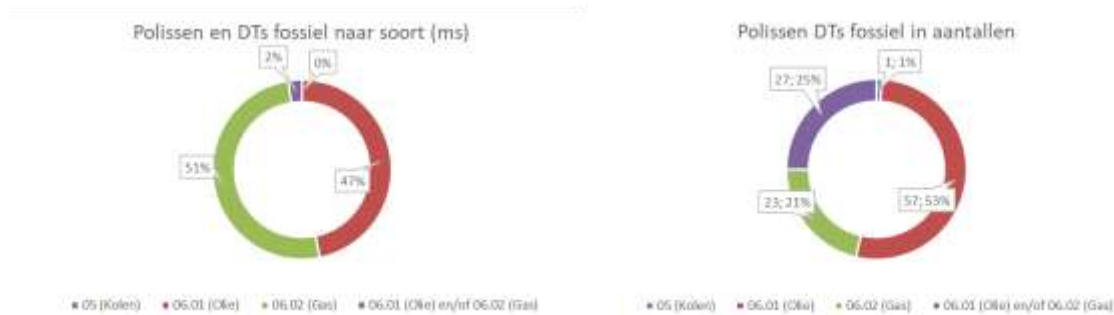 Polissen en DTs fossiel naar soort (ms)
2%
0%
51%
47%
05 (Kolen) 06.01 (Olie) 06.02 (Gas) 06.01 (Olie) en/of 06.02 (Gas)
Polissen DTs fossiel in aantallen
1; 1%
27; 25%
23; 21%
57; 53%
05 (Kolen) 06.01 (Olie) 06.02 (Gas) 06.01 (Olie) en/of 06.02 (Gas)